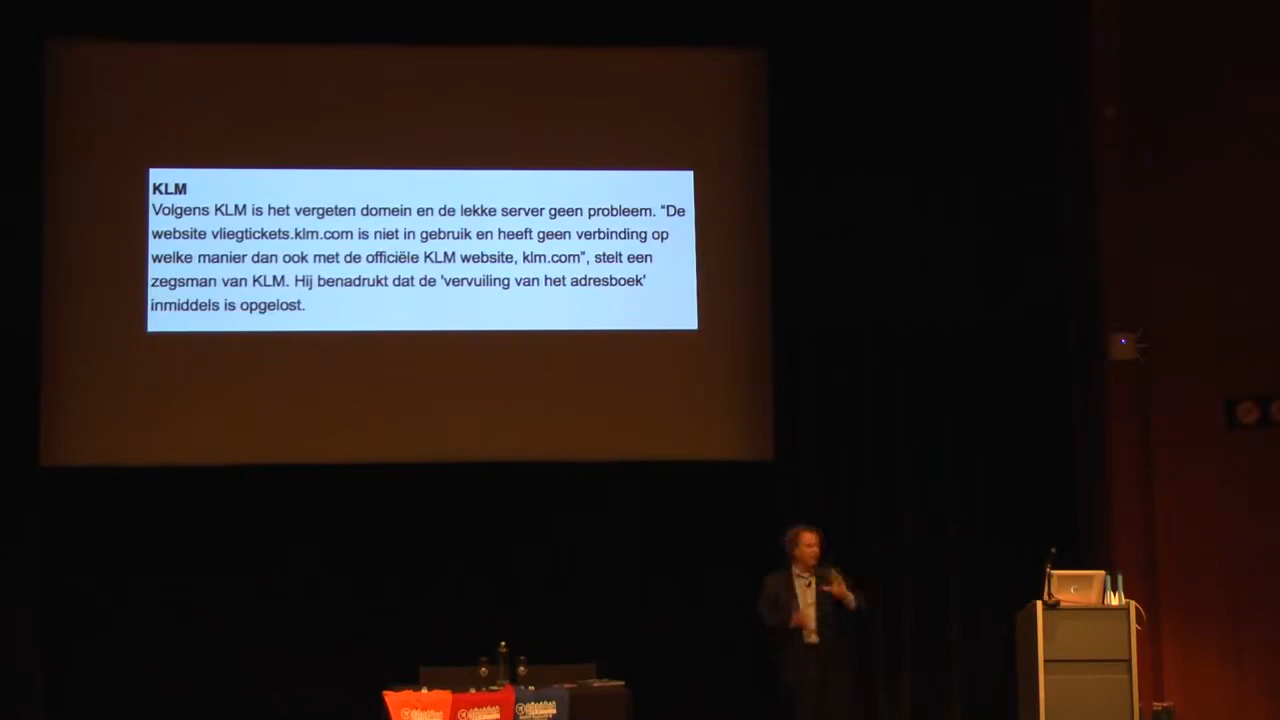 KLM
Volgens KLM is het vergeten domein en de lekke server geen probleem. “De
website vliegtickets.klm.com is niet in gebruik en heeft geen verbinding op
welke manier dan ook met de officiële KLM website, klm.com”, stelt een
zegsman van KLM. Hij benadrukt dat de 'vervuiling van het adresboek'
inmiddels is opgelost.